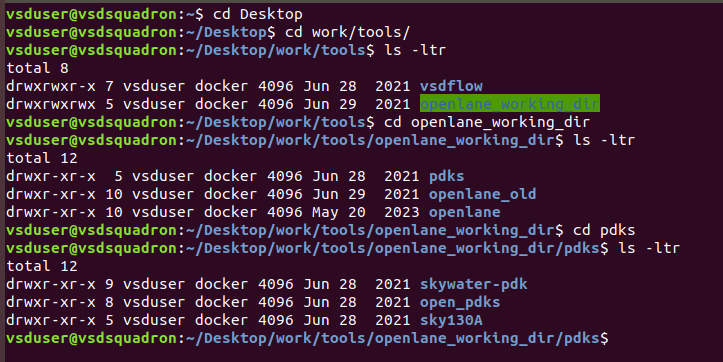 vsduser@vsdsquadron:~$ cd Desktop
vsduser@vsdsquadron:~/Desktop$ cd work/tools/
vsduser@vsdsquadron:~/Desktop/work/tools$ ls -ltr
total 8
drwxrwxr-x 7 vsduser docker 4096 Jun 28  2021 vsdflow
drwxrwxrwx 5 vsduser docker 4096 Jun 29  2021 openlane_working_dir
vsduser@vsdsquadron:~/Desktop/work/tools$ cd openlane_working_dir
vsduser@vsdsquadron:~/Desktop/work/tools/openlane_working_dir$ ls -ltr
total 12
drwxr-xr-x  5 vsduser docker 4096 Jun 28  2021 pdks
drwxr-xr-x 10 vsduser docker 4096 Jun 29  2021 openlane_old
drwxr-xr-x 10 vsduser docker 4096 May 20  2023 openlane
vsduser@vsdsquadron:~/Desktop/work/tools/openlane_working_dir$ cd pdks
vsduser@vsdsquadron:~/Desktop/work/tools/openlane_working_dir/pdks$ ls -ltr
total 12
drwxr-xr-x 9 vsduser docker 4096 Jun 28  2021 skywater-pdk
drwxr-xr-x 8 vsduser docker 4096 Jun 28  2021 open_pdks
drwxr-xr-x 5 vsduser docker 4096 Jun 28  2021 sky130A
vsduser@vsdsquadron:~/Desktop/work/tools/openlane_working_dir/pdks$